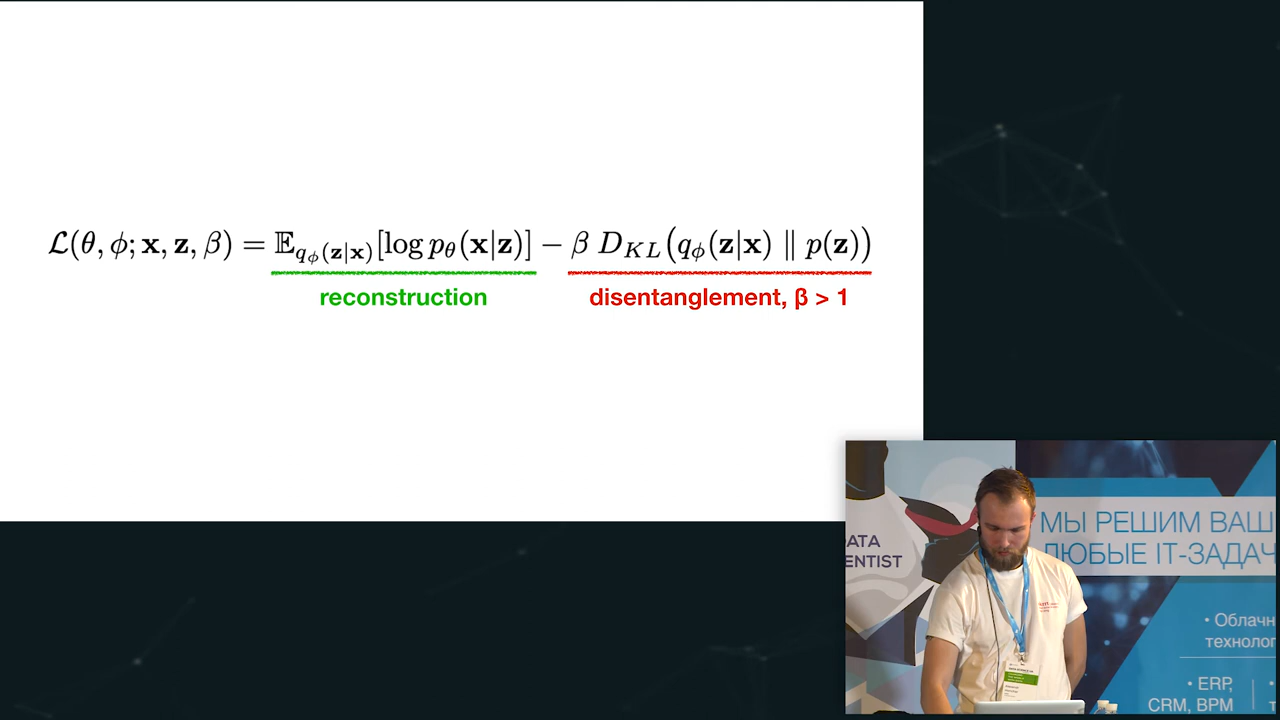 ℒ(θ, ϕ; x, z, β) = 𝔼_{q_ϕ(z|x)}[log p_θ(x|z)] − β D_{KL}(q_ϕ(z|x) ∥ p(z))
reconstruction
disentanglement, β > 1
ATA
ENTIST
МЫ РЕШИМ ВАШ
ЛЮБЫЕ IT-ЗАДАЧ
• Облачн
технолог
• ERP,
CRM, BPM